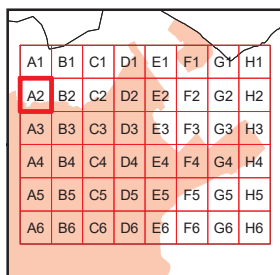 A1 B1 C1 D1 E1 F1 G1 H1
A2 B2 C2 D2 E2 F2 G2 H2
A3 B3 C3 D3 E3 F3 G3 H3
A4 B4 C4 D4 E4 F4 G4 H4
A5 B5 C5 D5 E5 F5 G5 H5
A6 B6 C6 D6 E6 F6 G6 H6